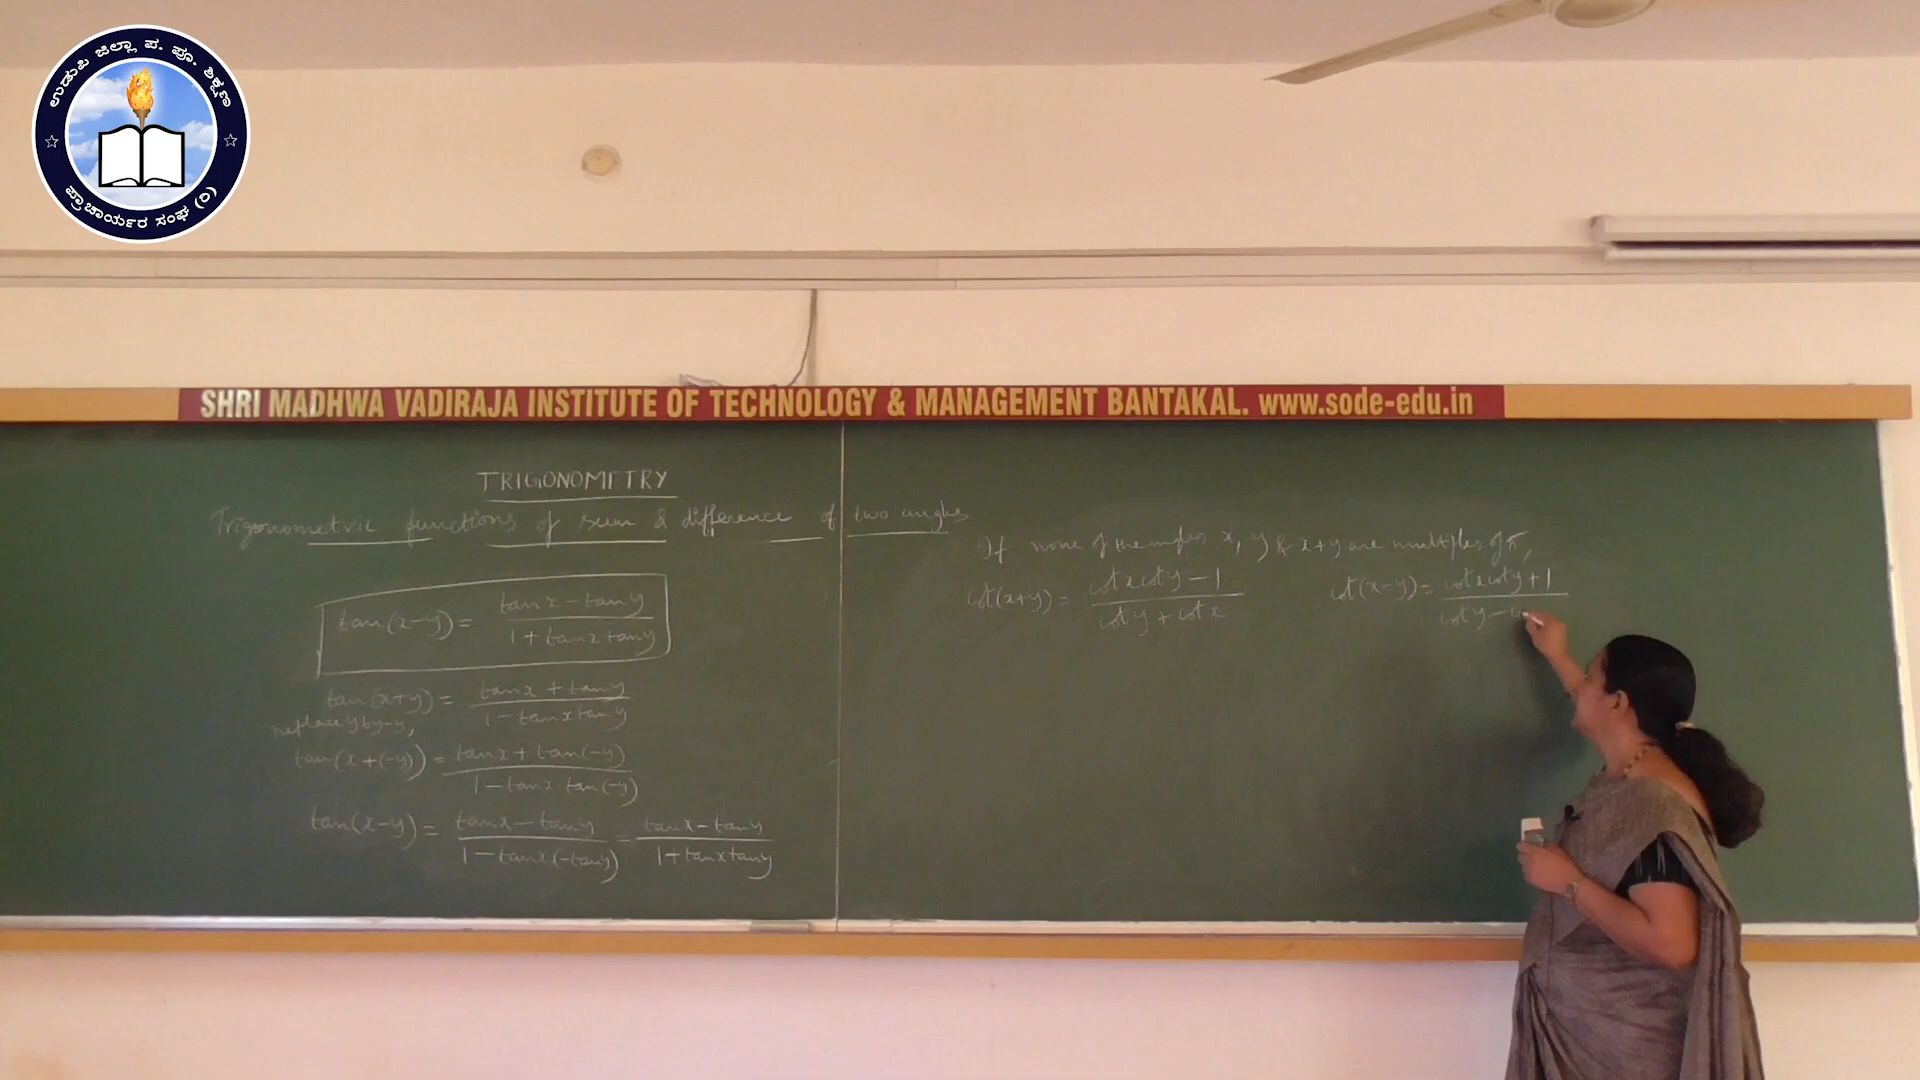 ಉಡುಪಿ ಜಿಲ್ಲಾ ಪ. ಪೂ. ಶಿಕ್ಷಣ
ಪ್ರಾಚಾರ್ಯರ ಸಂಘ (ರಿ)
SHRI MADHWA VADIRAJA INSTITUTE OF TECHNOLOGY & MANAGEMENT BANTAKAL. www.sode-edu.in
TRIGONOMETRY
Trigonometric functions of sum & difference of two angles
tan(x-y) = (tan x - tan y) / (1 + tan x tan y)
tan(x+y) = (tan x + tan y) / (1 - tan x tan y)
replace y by -y,
tan(x+(-y)) = (tan x + tan(-y)) / (1 - tan x . tan(-y))
tan(x-y) = (tan x - tan y) / (1 - tan x (-tan y)) = (tan x - tan y) / (1 + tan x tan y)
If none of the angles x, y & x+y are multiples of π,
cot(x+y) = (cot x cot y - 1) / (cot y + cot x)
cot(x-y) = (cot x cot y + 1) / (cot y - c